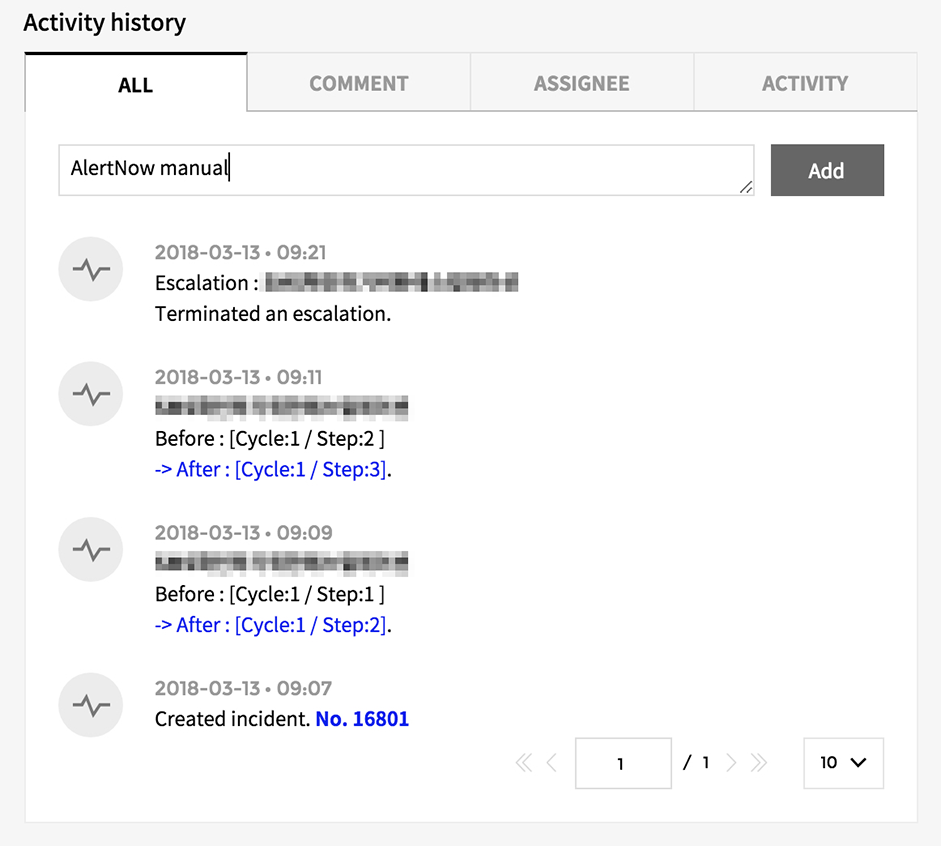 Activity history
ALL COMMENT ASSIGNEE ACTIVITY
AlertNow manual
Add
2018-03-13 • 09:21
Escalation :
Terminated an escalation.
2018-03-13 • 09:11
Before : [Cycle:1 / Step:2 ]
-> After : [Cycle:1 / Step:3].
2018-03-13 • 09:09
Before : [Cycle:1 / Step:1 ]
-> After : [Cycle:1 / Step:2].
2018-03-13 • 09:07
Created incident. No. 16801
1 / 1 10